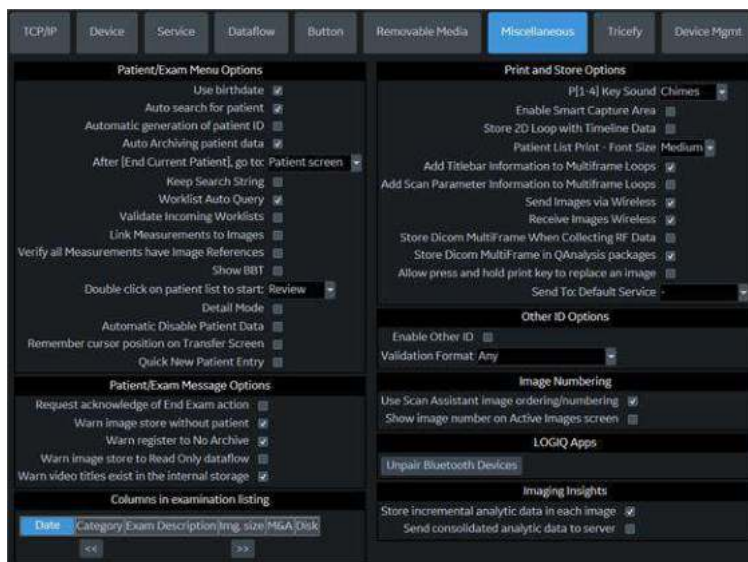 TCP/IP Device Service Dataflow Button Removable Media Miscellaneous Tricefy Device Mgmt
Patient/Exam Menu Options
Use birthdate
Auto search for patient
Automatic generation of patient ID
Auto Archiving patient data
After [End Current Patient], go to: Patient screen
Keep Search String
Worklist Auto Query
Validate Incoming Worklists
Link Measurements to Images
Verify all Measurements have Image References
Show BBT
Double click on patient list to start: Review
Detail Mode
Automatic Disable Patient Data
Remember cursor position on Transfer Screen
Quick New Patient Entry
Patient/Exam Message Options
Request acknowledge of End Exam action
Warn image store without patient
Warn register to No Archive
Warn image store to Read Only dataflow
Warn video titles exist in the internal storage
Columns in examination listing
Date Category Exam Description Img. size M&A Disk
<< >>
Print and Store Options
P[1-4] Key Sound Chimes
Enable Smart Capture Area
Store 2D Loop with Timeline Data
Patient List Print - Font Size Medium
Add Titlebar Information to Multiframe Loops
Add Scan Parameter Information to Multiframe Loops
Send Images via Wireless
Receive Images Wireless
Store Dicom MultiFrame When Collecting RF Data
Store Dicom MultiFrame in QAnalysis packages
Allow press and hold print key to replace an image
Send To: Default Service -
Other ID Options
Enable Other ID
Validation Format Any
Image Numbering
Use Scan Assistant image ordering/numbering
Show image number on Active Images screen
LOGIQ Apps
Unpair Bluetooth Devices
Imaging Insights
Store incremental analytic data in each image
Send consolidated analytic data to server